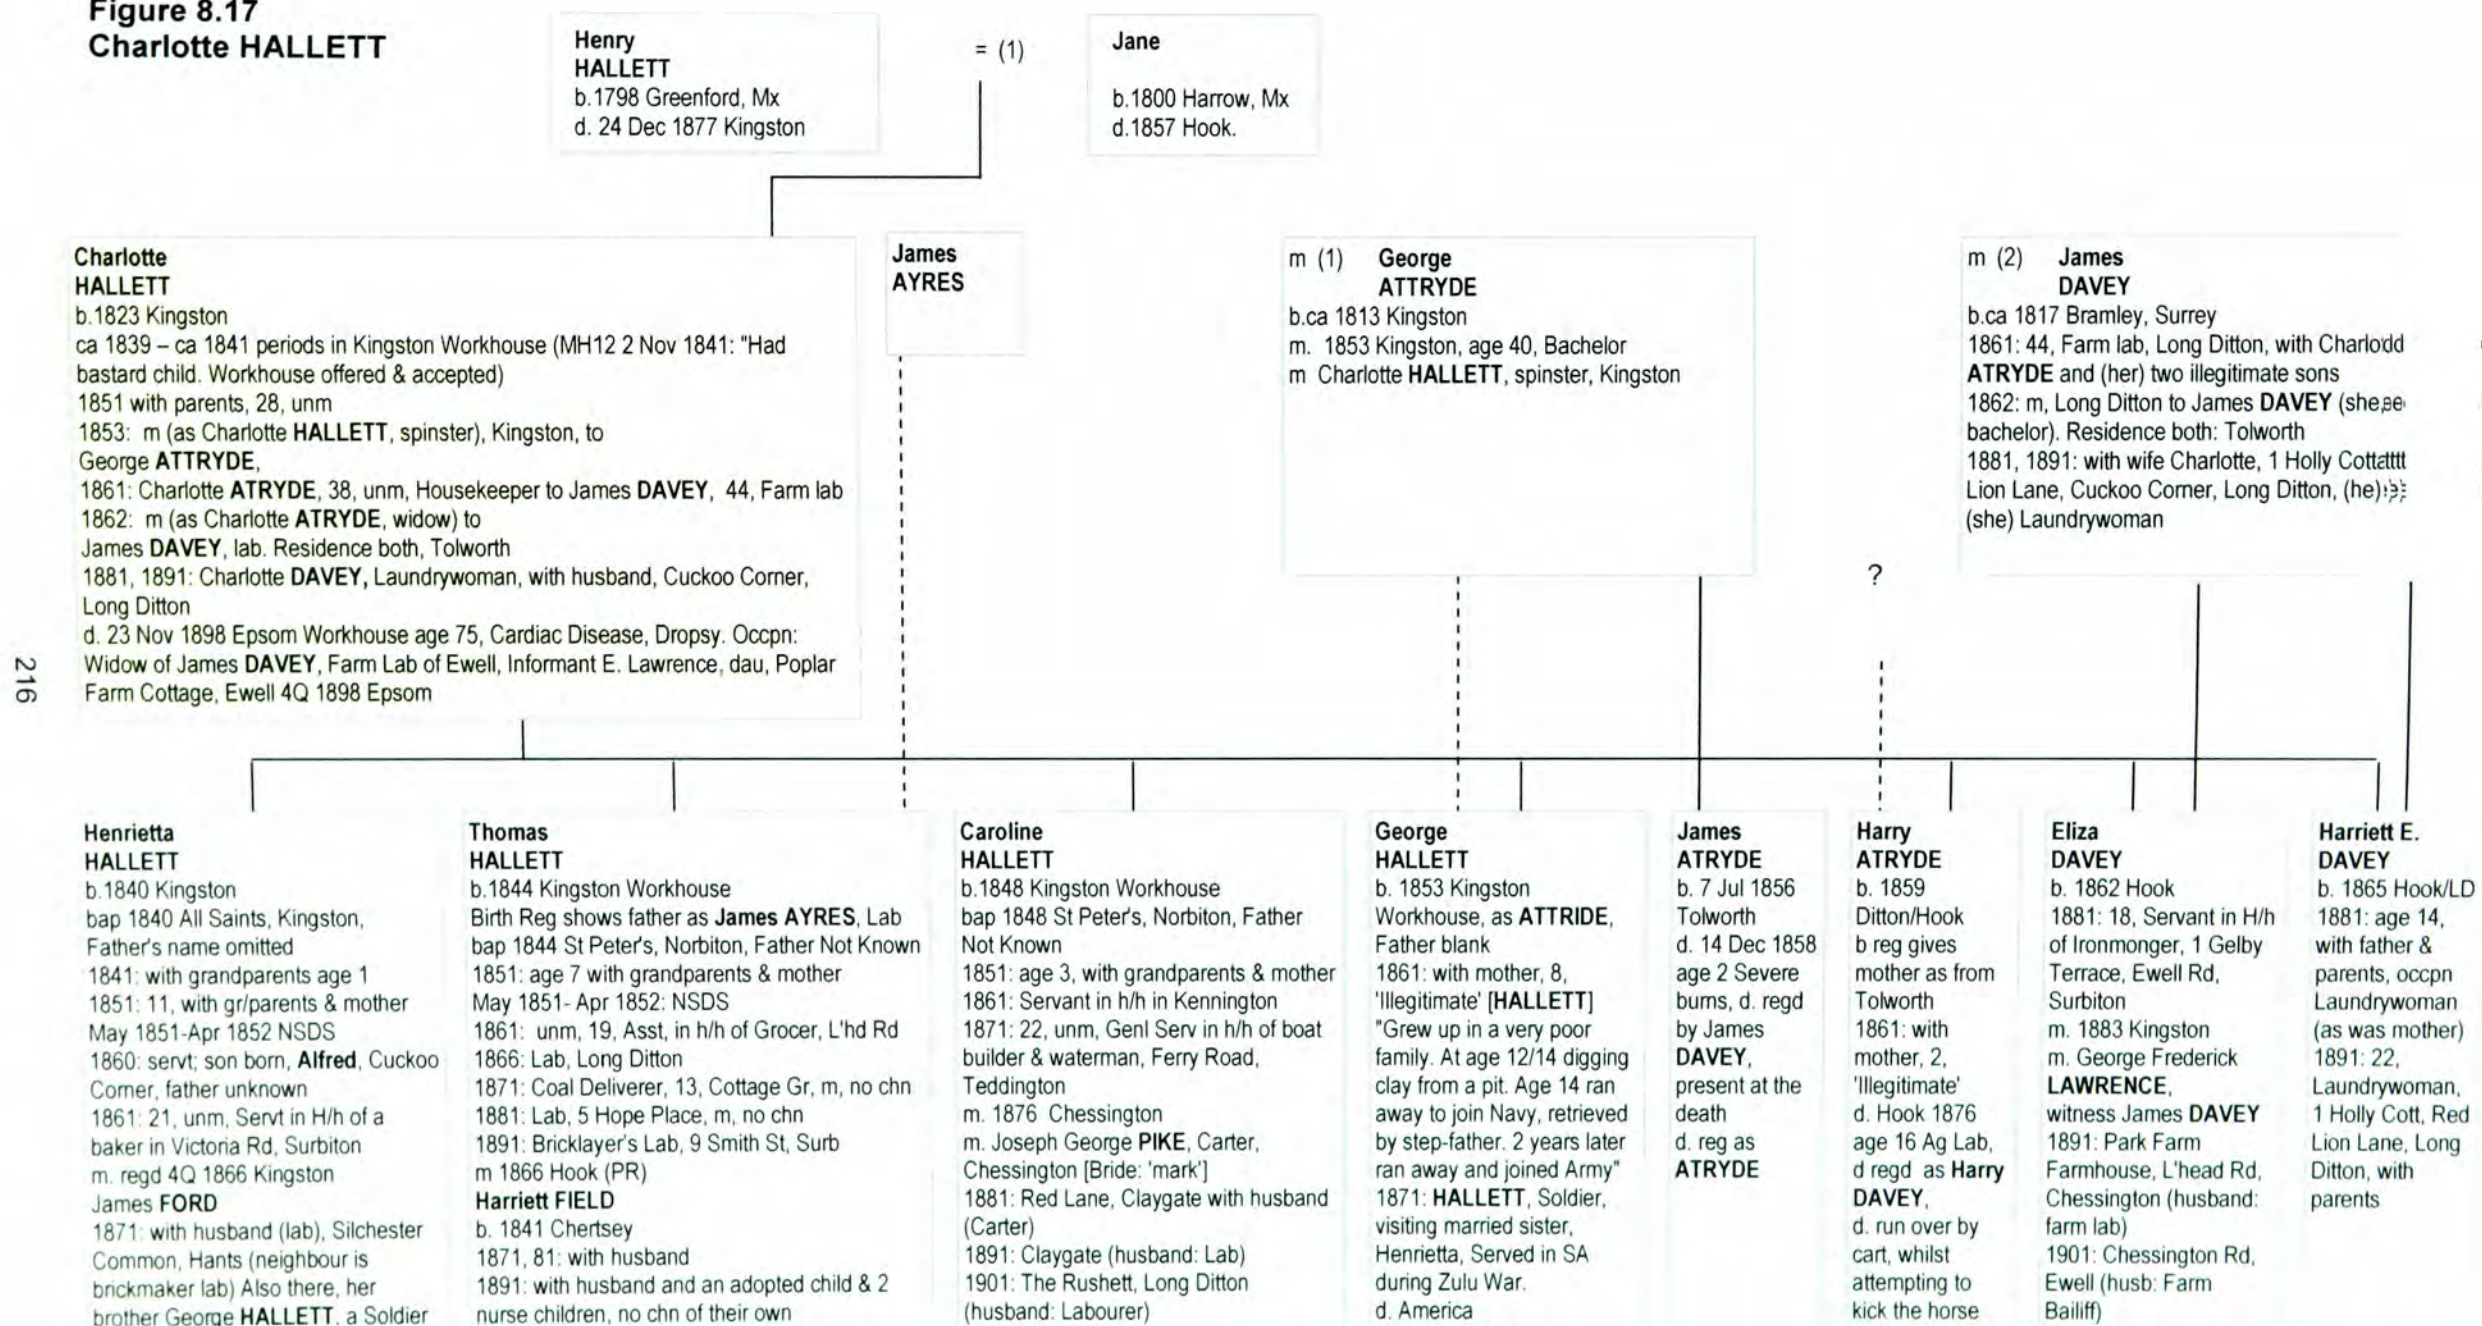 Figure 8.17
Charlotte HALLETT
Henry
HALLETT
b.1798 Greenford, Mx
d. 24 Dec 1877 Kingston
= (1)
Jane
b.1800 Harrow, Mx
d.1857 Hook.
Charlotte
HALLETT
b.1823 Kingston
ca 1839 – ca 1841 periods in Kingston Workhouse (MH12 2 Nov 1841: "Had
bastard child. Workhouse offered & accepted)
1851 with parents, 28, unm
1853: m (as Charlotte HALLETT, spinster), Kingston, to
George ATTRYDE,
1861: Charlotte ATRYDE, 38, unm, Housekeeper to James DAVEY, 44, Farm lab
1862: m (as Charlotte ATRYDE, widow) to
James DAVEY, lab. Residence both, Tolworth
1881, 1891: Charlotte DAVEY, Laundrywoman, with husband, Cuckoo Corner,
Long Ditton
d. 23 Nov 1898 Epsom Workhouse age 75, Cardiac Disease, Dropsy. Occpn:
Widow of James DAVEY, Farm Lab of Ewell, Informant E. Lawrence, dau, Poplar
Farm Cottage, Ewell 4Q 1898 Epsom
James
AYRES
m (1) George
ATTRYDE
b.ca 1813 Kingston
m. 1853 Kingston, age 40, Bachelor
m Charlotte HALLETT, spinster, Kingston
?
m (2) James
DAVEY
b.ca 1817 Bramley, Surrey
1861: 44, Farm lab, Long Ditton, with
ATRYDE and (her) two illegitimate sons
1862: m, Long Ditton to James DAVEY
bachelor). Residence both: Tolworth
1881, 1891: with wife Charlotte, 1 Holly
Lion Lane, Cuckoo Corner, Long Ditton, (he)
(she) Laundrywoman
216
Henrietta
HALLETT
b.1840 Kingston
bap 1840 All Saints, Kingston,
Father's name omitted
1841: with grandparents age 1
1851: 11, with gr/parents & mother
May 1851-Apr 1852 NSDS
1860: servt; son born, Alfred, Cuckoo
Corner, father unknown
1861: 21, unm, Servt in H/h of a
baker in Victoria Rd, Surbiton
m. regd 4Q 1866 Kingston
James FORD
1871: with husband (lab), Silchester
Common, Hants (neighbour is
brickmaker lab) Also there, her
brother George HALLETT, a Soldier
Thomas
HALLETT
b.1844 Kingston Workhouse
Birth Reg shows father as James AYRES, Lab
bap 1844 St Peter's, Norbiton, Father Not Known
1851: age 7 with grandparents & mother
May 1851- Apr 1852: NSDS
1861: unm, 19, Asst, in h/h of Grocer, L'hd Rd
1866: Lab, Long Ditton
1871: Coal Deliverer, 13, Cottage Gr, m, no chn
1881: Lab, 5 Hope Place, m, no chn
1891: Bricklayer's Lab, 9 Smith St, Surb
m 1866 Hook (PR)
Harriett FIELD
b. 1841 Chertsey
1871, 81: with husband
1891: with husband and an adopted child & 2
nurse children, no chn of their own
Caroline
HALLETT
b.1848 Kingston Workhouse
bap 1848 St Peter's, Norbiton, Father
Not Known
1851: age 3, with grandparents & mother
1861: Servant in h/h in Kennington
1871: 22, unm, Genl Serv in h/h of boat
builder & waterman, Ferry Road,
Teddington
m. 1876 Chessington
m. Joseph George PIKE, Carter,
Chessington [Bride: 'mark']
1881: Red Lane, Claygate with husband
(Carter)
1891: Claygate (husband: Lab)
1901: The Rushett, Long Ditton
(husband: Labourer)
George
HALLETT
b. 1853 Kingston
Workhouse, as ATTRIDE,
Father blank
1861: with mother, 8,
'Illegitimate' [HALLETT]
"Grew up in a very poor
family. At age 12/14 digging
clay from a pit. Age 14 ran
away to join Navy, retrieved
by step-father. 2 years later
ran away and joined Army"
1871: HALLETT, Soldier,
visiting married sister,
Henrietta, Served in SA
during Zulu War.
d. America
James
ATRYDE
b. 7 Jul 1856
Tolworth
d. 14 Dec 1858
age 2 Severe
burns, d. regd
by James
DAVEY,
present at the
death
d. reg as
ATRYDE
Harry
ATRYDE
b. 1859
Ditton/Hook
b reg gives
mother as from
Tolworth
1861: with
mother, 2,
'Illegitimate'
d. Hook 1876
age 16 Ag Lab,
d regd as Harry
DAVEY,
d. run over by
cart, whilst
attempting to
kick the horse
Eliza
DAVEY
b. 1862 Hook
1881: 18, Servant in H/h
of Ironmonger, 1 Gelby
Terrace, Ewell Rd,
Surbiton
m. 1883 Kingston
m. George Frederick
LAWRENCE,
witness James DAVEY
1891: Park Farm
Farmhouse, L'head Rd,
Chessington (husband:
farm lab)
1901: Chessington Rd,
Ewell (husb: Farm
Bailiff)
Harriett E.
DAVEY
b. 1865 Hook/LD
1881: age 14,
with father &
parents, occpn
Laundrywoman
(as was mother)
1891: 22,
Laundrywoman,
1 Holly Cott, Red
Lion Lane, Long
Ditton, with
parents